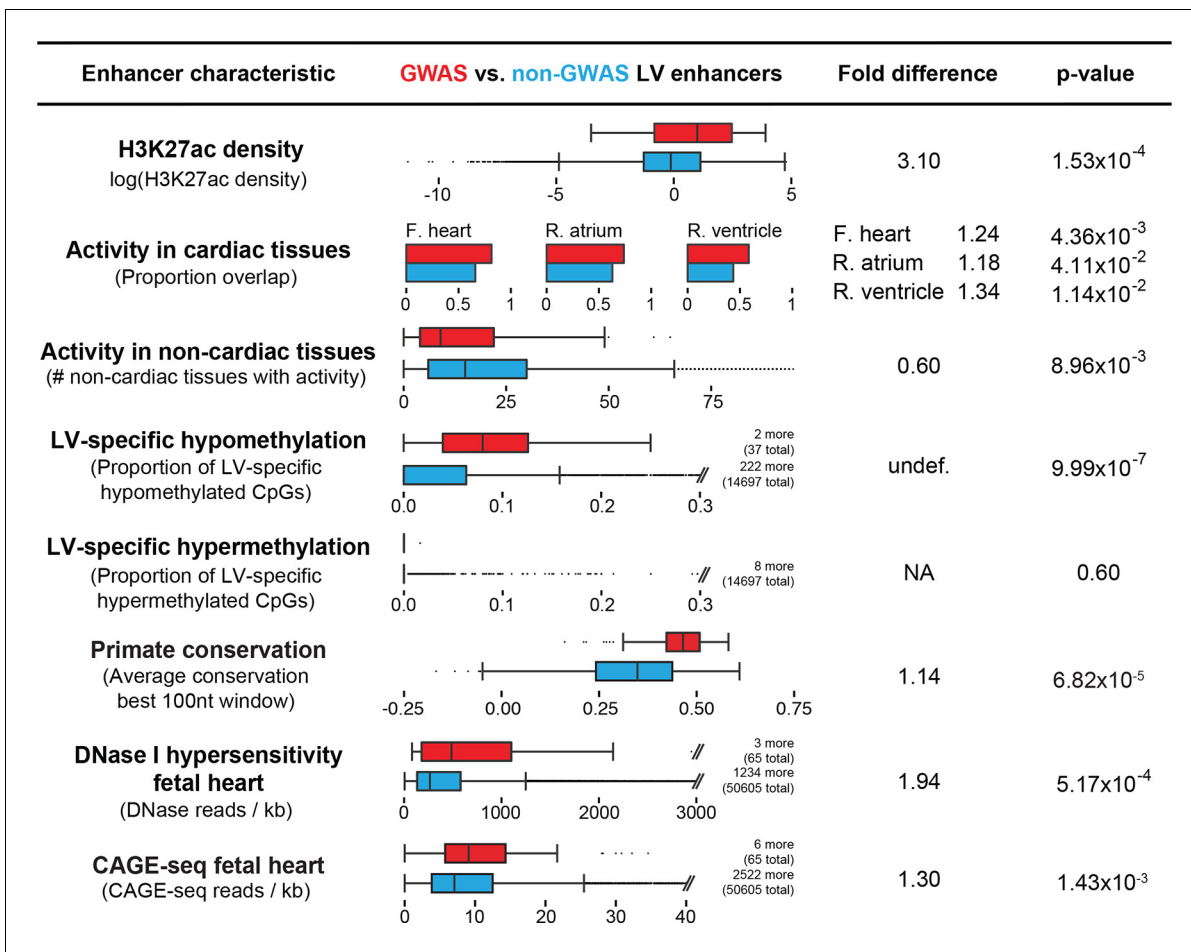 Enhancer characteristic GWAS vs. non-GWAS LV enhancers Fold difference p-value
H3K27ac density
log(H3K27ac density)
-10 -5 0 5
3.10 1.53x10⁻⁴
Activity in cardiac tissues
(Proportion overlap)
F. heart R. atrium R. ventricle
0 0.5 1 0 0.5 1 0 0.5 1
F. heart 1.24 4.36x10⁻³
R. atrium 1.18 4.11x10⁻²
R. ventricle 1.34 1.14x10⁻²
Activity in non-cardiac tissues
(# non-cardiac tissues with activity)
0 25 50 75
0.60 8.96x10⁻³
LV-specific hypomethylation
(Proportion of LV-specific
hypomethylated CpGs)
2 more
(37 total)
222 more
(14697 total)
0.0 0.1 0.2 0.3
undef. 9.99x10⁻⁷
LV-specific hypermethylation
(Proportion of LV-specific
hypermethylated CpGs)
8 more
(14697 total)
0.0 0.1 0.2 0.3
NA 0.60
Primate conservation
(Average conservation
best 100nt window)
-0.25 0.00 0.25 0.50 0.75
1.14 6.82x10⁻⁵
DNase I hypersensitivity
fetal heart
(DNase reads / kb)
3 more
(65 total)
1234 more
(50605 total)
0 1000 2000 3000
1.94 5.17x10⁻⁴
CAGE-seq fetal heart
(CAGE-seq reads / kb)
6 more
(65 total)
2522 more
(50605 total)
0 10 20 30 40
1.30 1.43x10⁻³